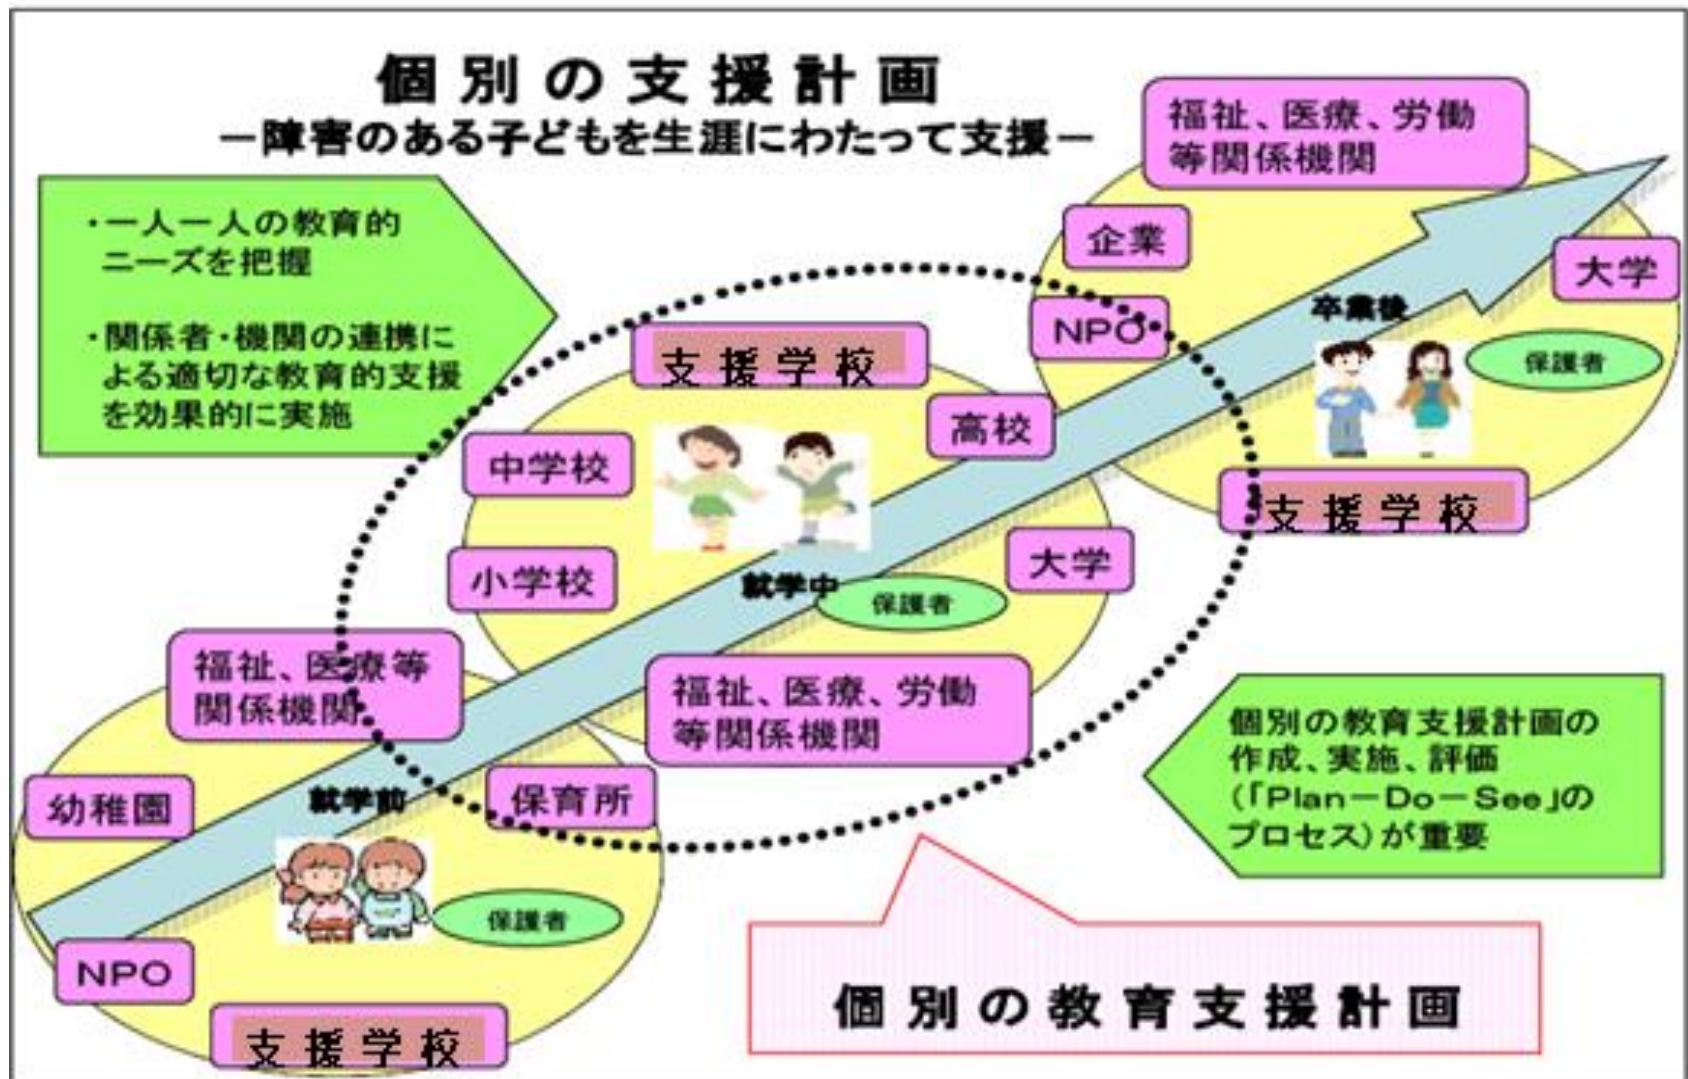 個別の支援計画
－障害のある子どもを生涯にわたって支援－
・一人一人の教育的
ニーズを把握
・関係者・機関の連携に
よる適切な教育的支援
を効果的に実施
福祉、医療、労働
等関係機関
企業
大学
NPO
卒業後
保護者
支援学校
支援学校
高校
中学校
小学校
就学中
保護者
大学
福祉、医療、労働
等関係機関
福祉、医療等
関係機関
幼稚園
就学前
保育所
保護者
NPO
支援学校
個別の教育支援計画の
作成、実施、評価
(「Plan－Do－See」の
プロセス)が重要
個別の教育支援計画